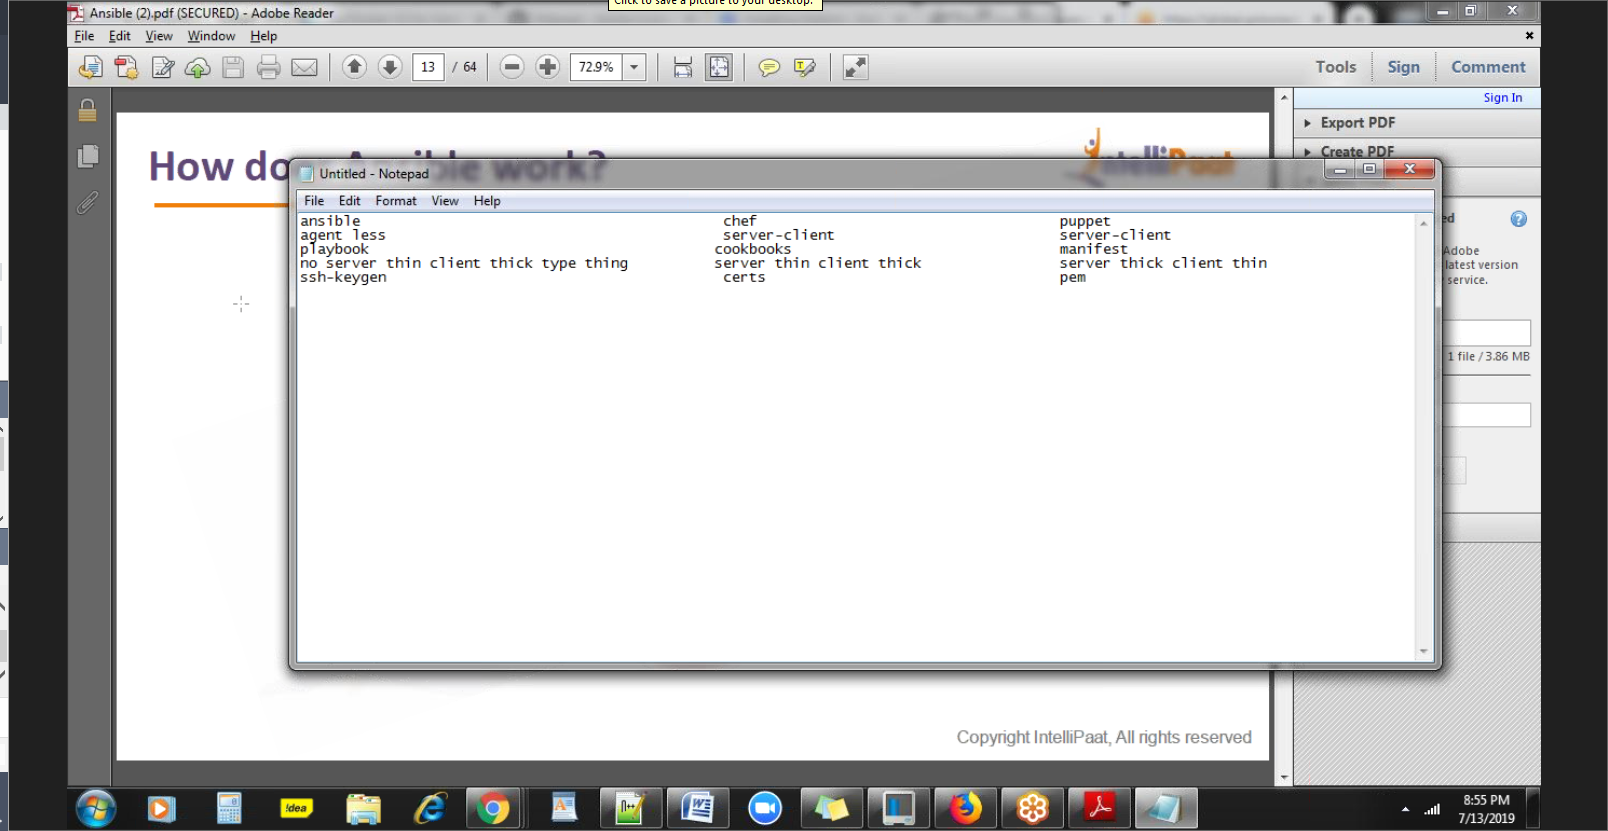 Click to save a picture to your desktop.
Ansible (2).pdf (SECURED) - Adobe Reader
File Edit View Window Help
13 / 64 72.9% Tools Sign Comment
Sign In
Export PDF
Create PDF
How does Ansible work?
IntelliPaat
Untitled - Notepad
File Edit Format View Help
ansible chef puppet
agent less server-client server-client
playbook cookbooks manifest
no server thin client thick type thing server thin client thick server thick client thin
ssh-keygen certs pem
ed
Adobe
latest version
service.
1 file / 3.86 MB
Copyright IntelliPaat, All rights reserved
!dea
8:55 PM
7/13/2019